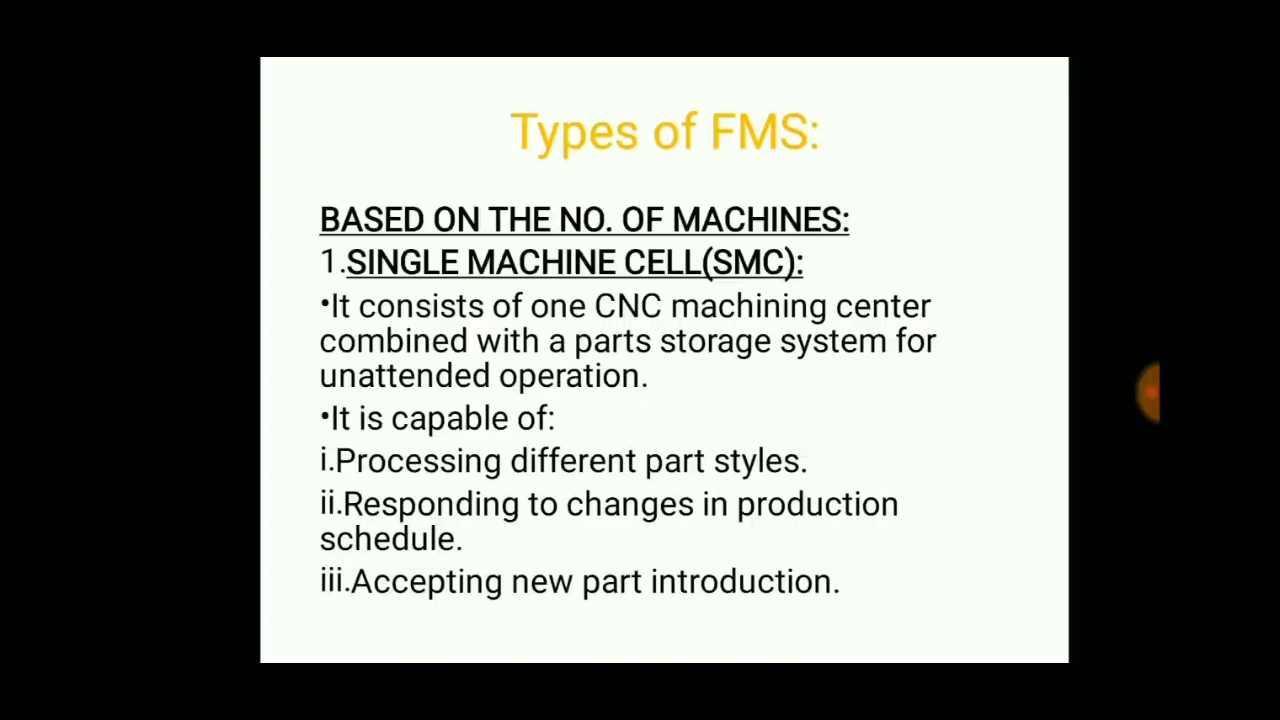 Types of FMS:
BASED ON THE NO. OF MACHINES:
1.SINGLE MACHINE CELL(SMC):
•It consists of one CNC machining center
combined with a parts storage system for
unattended operation.
•It is capable of:
i.Processing different part styles.
ii.Responding to changes in production
schedule.
iii.Accepting new part introduction.